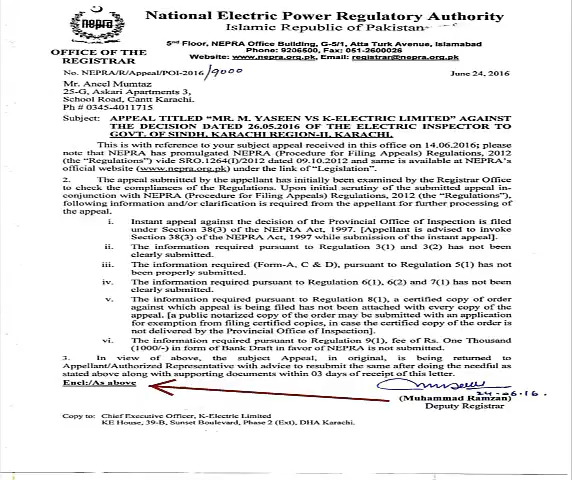 nepra
National Electric Power Regulatory Authority
Islamic Republic of Pakistan
5nd Floor, NEPRA Office Building, G-5/1, Atta Turk Avenue, Islamabad
Phone: 9206500, Fax: 051-2600026
Website: www.nepra.org.pk, Email: registrar@nepra.org.pk
OFFICE OF THE
REGISTRAR
No. NEPRA/R/Appeal/POI-2016/9000
June 24, 2016
Mr. Aneel Mumtaz
25-G, Askari Apartments 3,
School Road, Cantt Karachi.
Ph # 0345-4011715
Subject: APPEAL TITLED "MR. M. YASEEN VS K-ELECTRIC LIMITED" AGAINST
THE DECISION DATED 26.05.2016 OF THE ELECTRIC INSPECTOR TO
GOVT. OF SINDH, KARACHI REGION-II, KARACHI.
This is with reference to your subject appeal received in this office on 14.06.2016; please
note that NEPRA has promulgated NEPRA (Procedure for Filing Appeals) Regulations, 2012
(the "Regulations") vide SRO.1264(I)/2012 dated 09.10.2012 and same is available at NEPRA's
official website (www.nepra.org.pk) under the link of "Legislation".
2. The appeal submitted by the appellant has initially been examined by the Registrar Office
to check the compliances of the Regulations. Upon initial scrutiny of the submitted appeal in-
conjunction with NEPRA (Procedure for Filing Appeals) Regulations, 2012 (the "Regulations"),
following information and/or clarification is required from the appellant for further processing of
the appeal.
i. Instant appeal against the decision of the Provincial Office of Inspection is filed
under Section 38(3) of the NEPRA Act, 1997. [Appellant is advised to invoke
Section 38(3) of the NEPRA Act, 1997 while submission of the instant appeal].
ii. The information required pursuant to Regulation 3(1) and 3(2) has not been
clearly submitted.
iii. The information required (Form-A, C & D), pursuant to Regulation 5(1) has not
been properly submitted.
iv. The information required pursuant to Regulation 6(1), 6(2) and 7(1) has not been
clearly submitted.
v. The information required pursuant to Regulation 8(1), a certified copy of order
against which appeal is being filed has not been attached with every copy of the
appeal. [a public notarized copy of the order may be submitted with an application
for exemption from filing certified copies, in case the certified copy of the order is
not delivered by the Provincial Office of Inspection].
vi. The information required pursuant to Regulation 9(1), fee of Rs. One Thousand
(1000/-) in form of Bank Draft in favor of NEPRA is not submitted.
3. In view of above, the subject Appeal, in original, is being returned to
Appellant/Authorized Representative with advice to resubmit the same after doing the needful as
stated above along with supporting documents within 03 days of receipt of this letter.
Encl:/As above
24-06-16.
(Muhammad Ramzan)
Deputy Registrar
Copy to: Chief Executive Officer, K-Electric Limited
KE House, 39-B, Sunset Boulevard, Phase 2 (Ext), DHA Karachi.